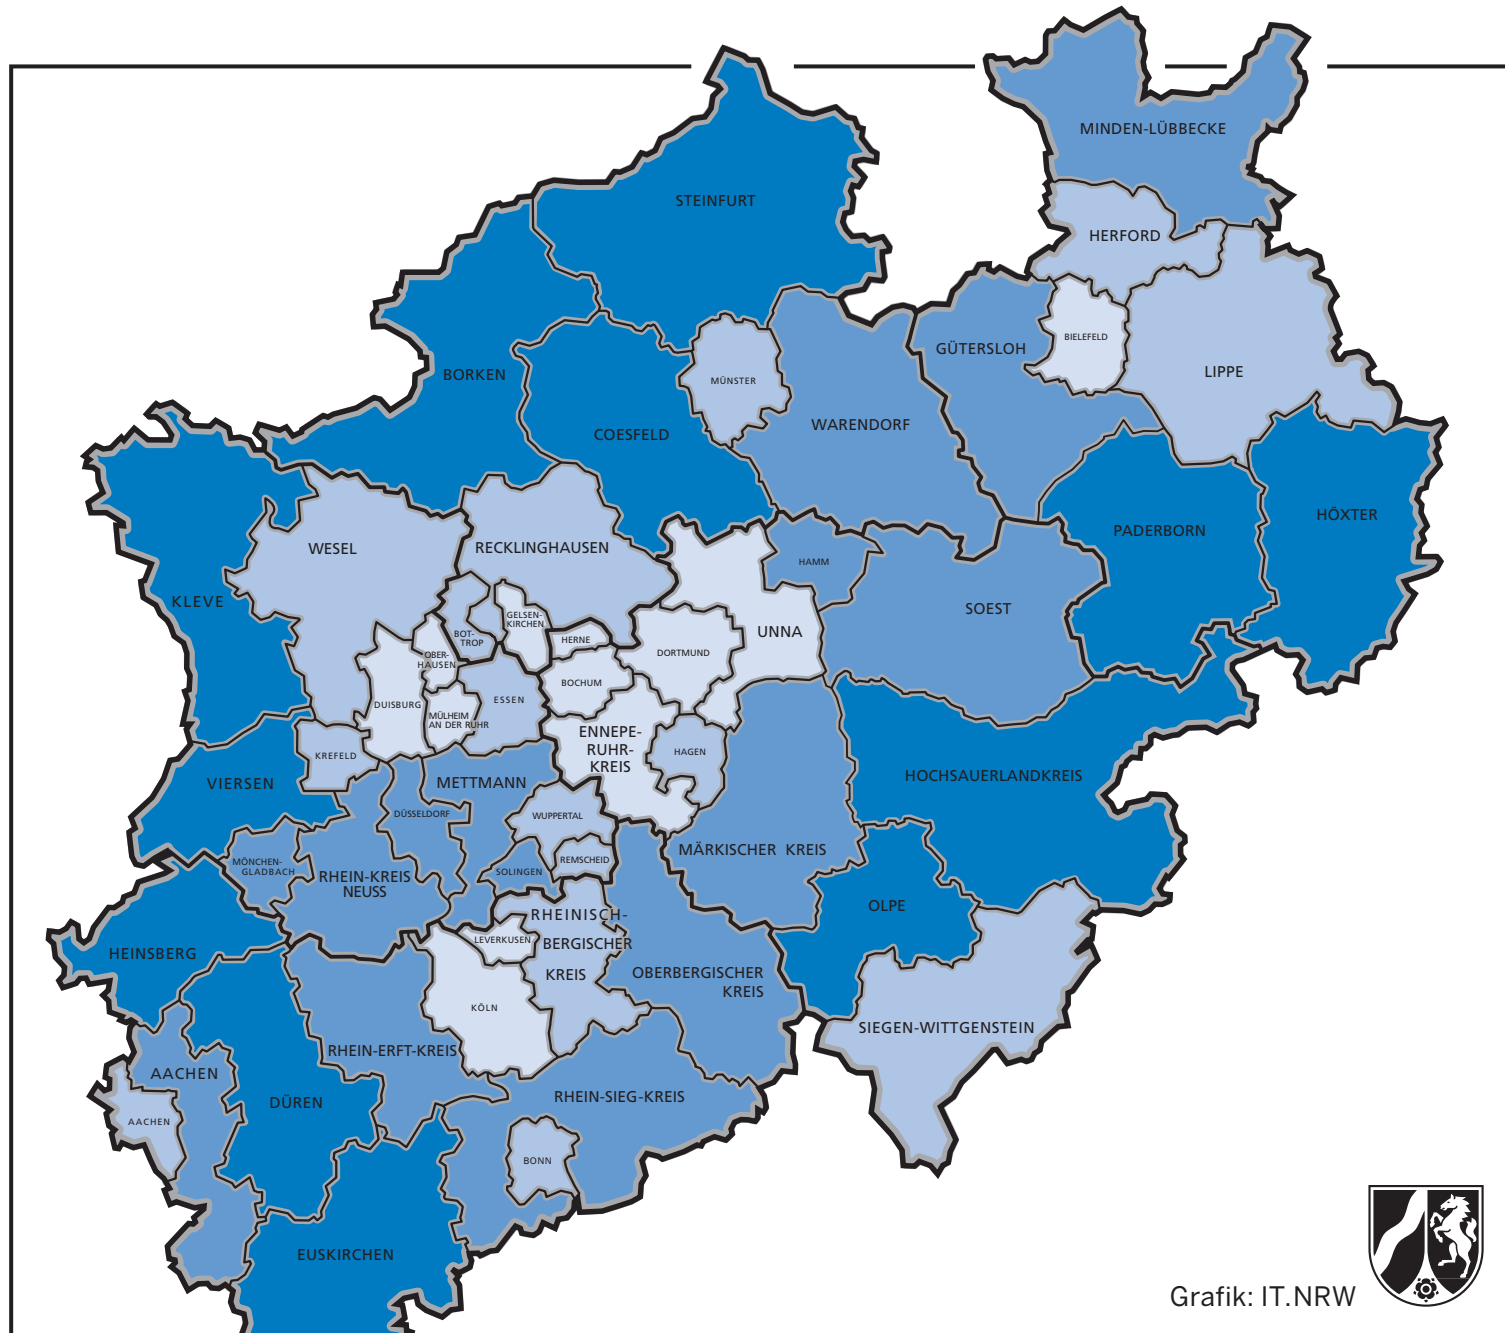 MINDEN-LÜBBECKE
STEINFURT
HERFORD
BIELEFELD
GÜTERSLOH
LIPPE
BORKEN
MÜNSTER
WARENDORF
COESFELD
HÖXTER
PADERBORN
WESEL
RECKLINGHAUSEN
HAMM
KLEVE
SOEST
GELSEN-
KIRCHEN
BOT-
TROP
HERNE
UNNA
DORTMUND
OBER-
HAUSEN
BOCHUM
DUISBURG
ESSEN
MÜLHEIM
AN DER RUHR
ENNEPE-
RUHR-
KREIS
HAGEN
KREFELD
HOCHSAUERLANDKREIS
VIERSEN
METTMANN
DÜSSELDORF
WUPPERTAL
MÄRKISCHER KREIS
REMSCHEID
MÖNCHEN-
GLADBACH
SOLINGEN
RHEIN-KREIS
NEUSS
OLPE
RHEINISCH-
BERGISCHER
KREIS
LEVERKUSEN
HEINSBERG
OBERBERGISCHER
KREIS
KÖLN
SIEGEN-WITTGENSTEIN
RHEIN-ERFT-KREIS
AACHEN
DÜREN
RHEIN-SIEG-KREIS
AACHEN
BONN
EUSKIRCHEN
Grafik: IT.NRW